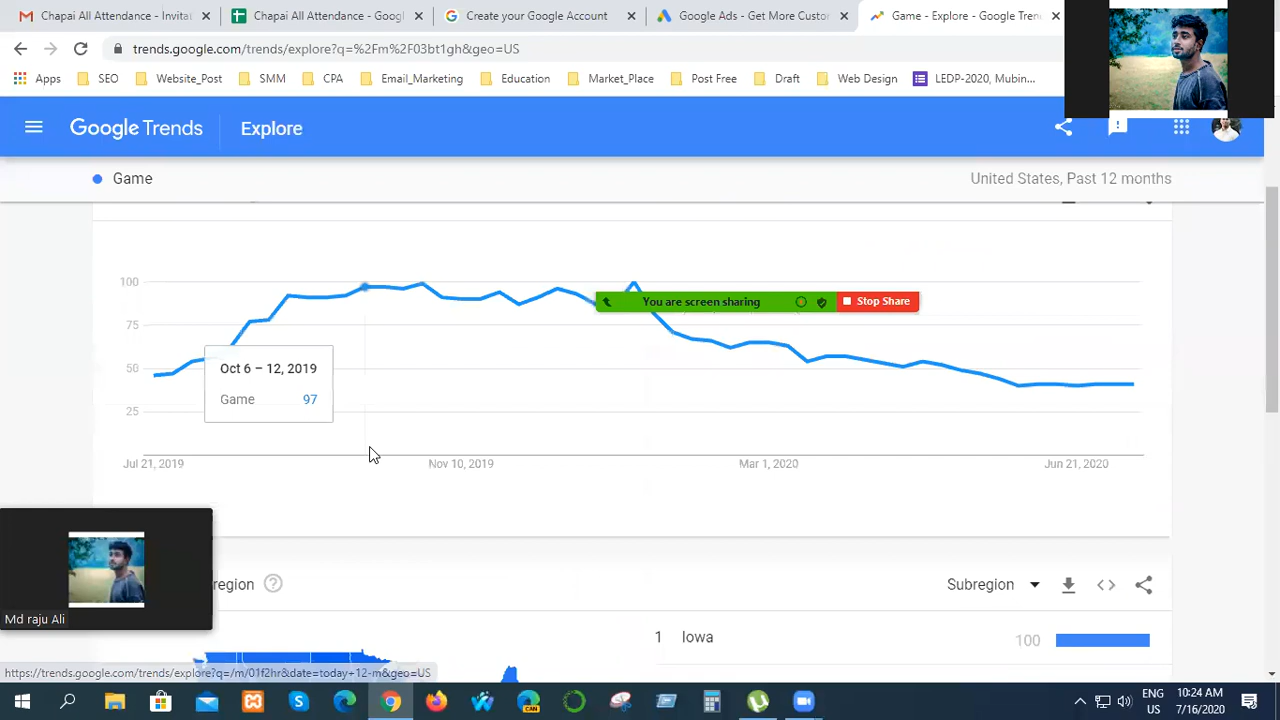 Chapai All Attendance - Invitat
Chapai All Attendance - Googl
your Google Account
Google Ads - Get More Custom
Game - Explore - Google Tren
trends.google.com/trends/explore?q=%2Fm%2F03bt1gh&geo=US
Apps
SEO
Website_Post
SMM
CPA
Email_Marketing
Eduation
Market_Place
Post Tree
Draft
Web Design
LEDP-2020, Mubin...
Google Trends
Explore
Game
United States, Past 12 months
100
75
50
25
You are screen sharing
Stop Share
Oct 6 – 12, 2019
Game 97
Jul 21, 2019
Nov 10, 2019
Mar 1, 2020
Jun 21, 2020
region
Subregion
Md raju Ali
1 Iowa 100
https://trends.google.com/trends/explore?q=/m/01f2hr&date=today+12-m&geo=US
ENG
US
10:24 AM
7/16/2020